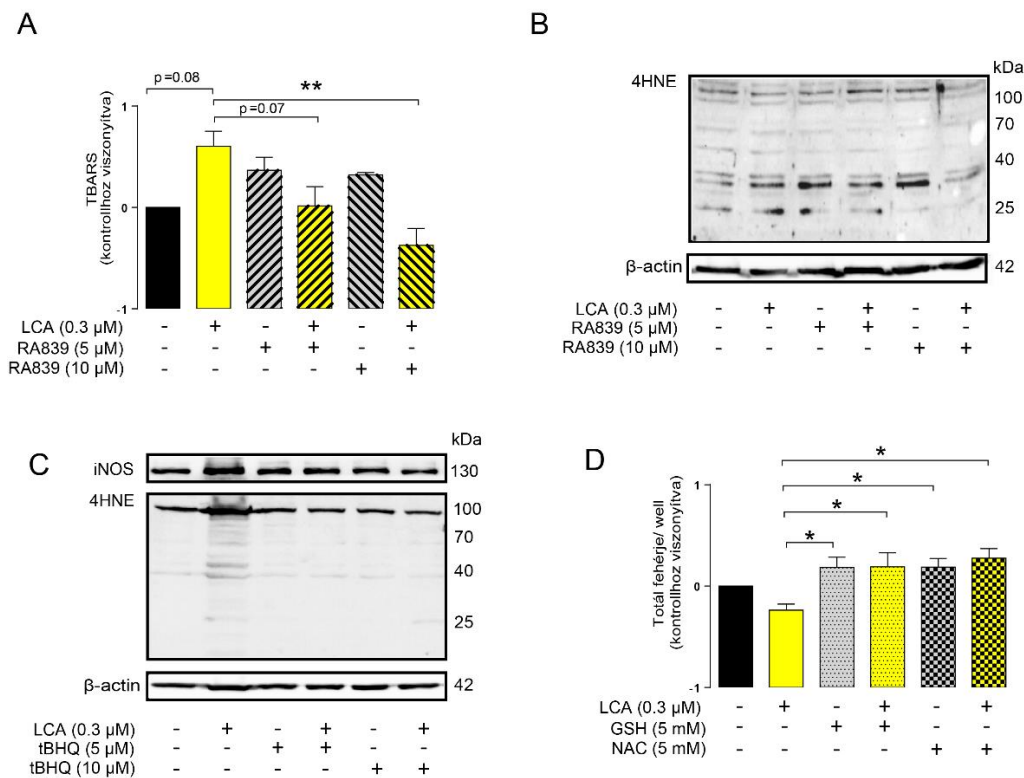 A
p=0.08
**
p=0.07
1
0
-1
TBARS
(kontrollhoz viszonyítva)
LCA (0.3 µM) - + - + - +
RA839 (5 µM) - - + + - -
RA839 (10 µM) - - - - + +
B
kDa
4HNE
100
70
40
25
β-actin 42
LCA (0.3 µM) - + - + - +
RA839 (5 µM) - - + + - -
RA839 (10 µM) - - - - + +
C
kDa
iNOS 130
4HNE
100
70
40
25
β-actin 42
LCA (0.3 µM) - + - + - +
tBHQ (5 µM) - - + + - -
tBHQ (10 µM) - - - - + +
D
*
*
*
*
1
0
-1
Totál fehérje/ well
(kontrollhoz viszonyítva)
LCA (0.3 µM) - + - + - +
GSH (5 mM) - - + + - -
NAC (5 mM) - - - - + +